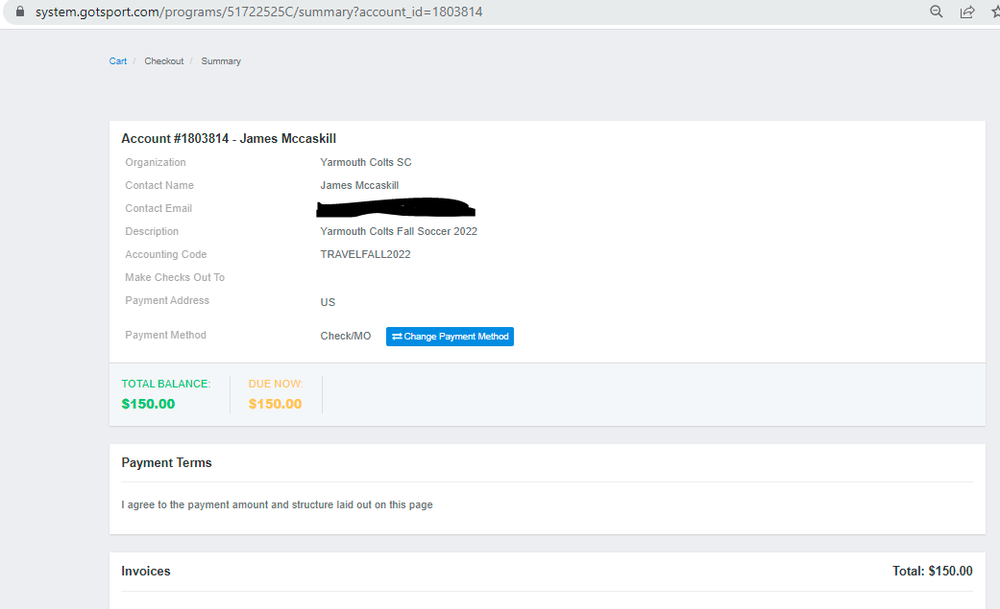 system.gotsport.com/programs/51722525C/summary?account_id=1803814
Cart / Checkout / Summary
Account #1803814 - James Mccaskill
Organization Yarmouth Colts SC
Contact Name James Mccaskill
Contact Email
Description Yarmouth Colts Fall Soccer 2022
Accounting Code TRAVELFALL2022
Make Checks Out To
Payment Address US
Payment Method Check/MO Change Payment Method
TOTAL BALANCE: DUE NOW:
$150.00 $150.00
Payment Terms
I agree to the payment amount and structure laid out on this page
Invoices Total: $150.00